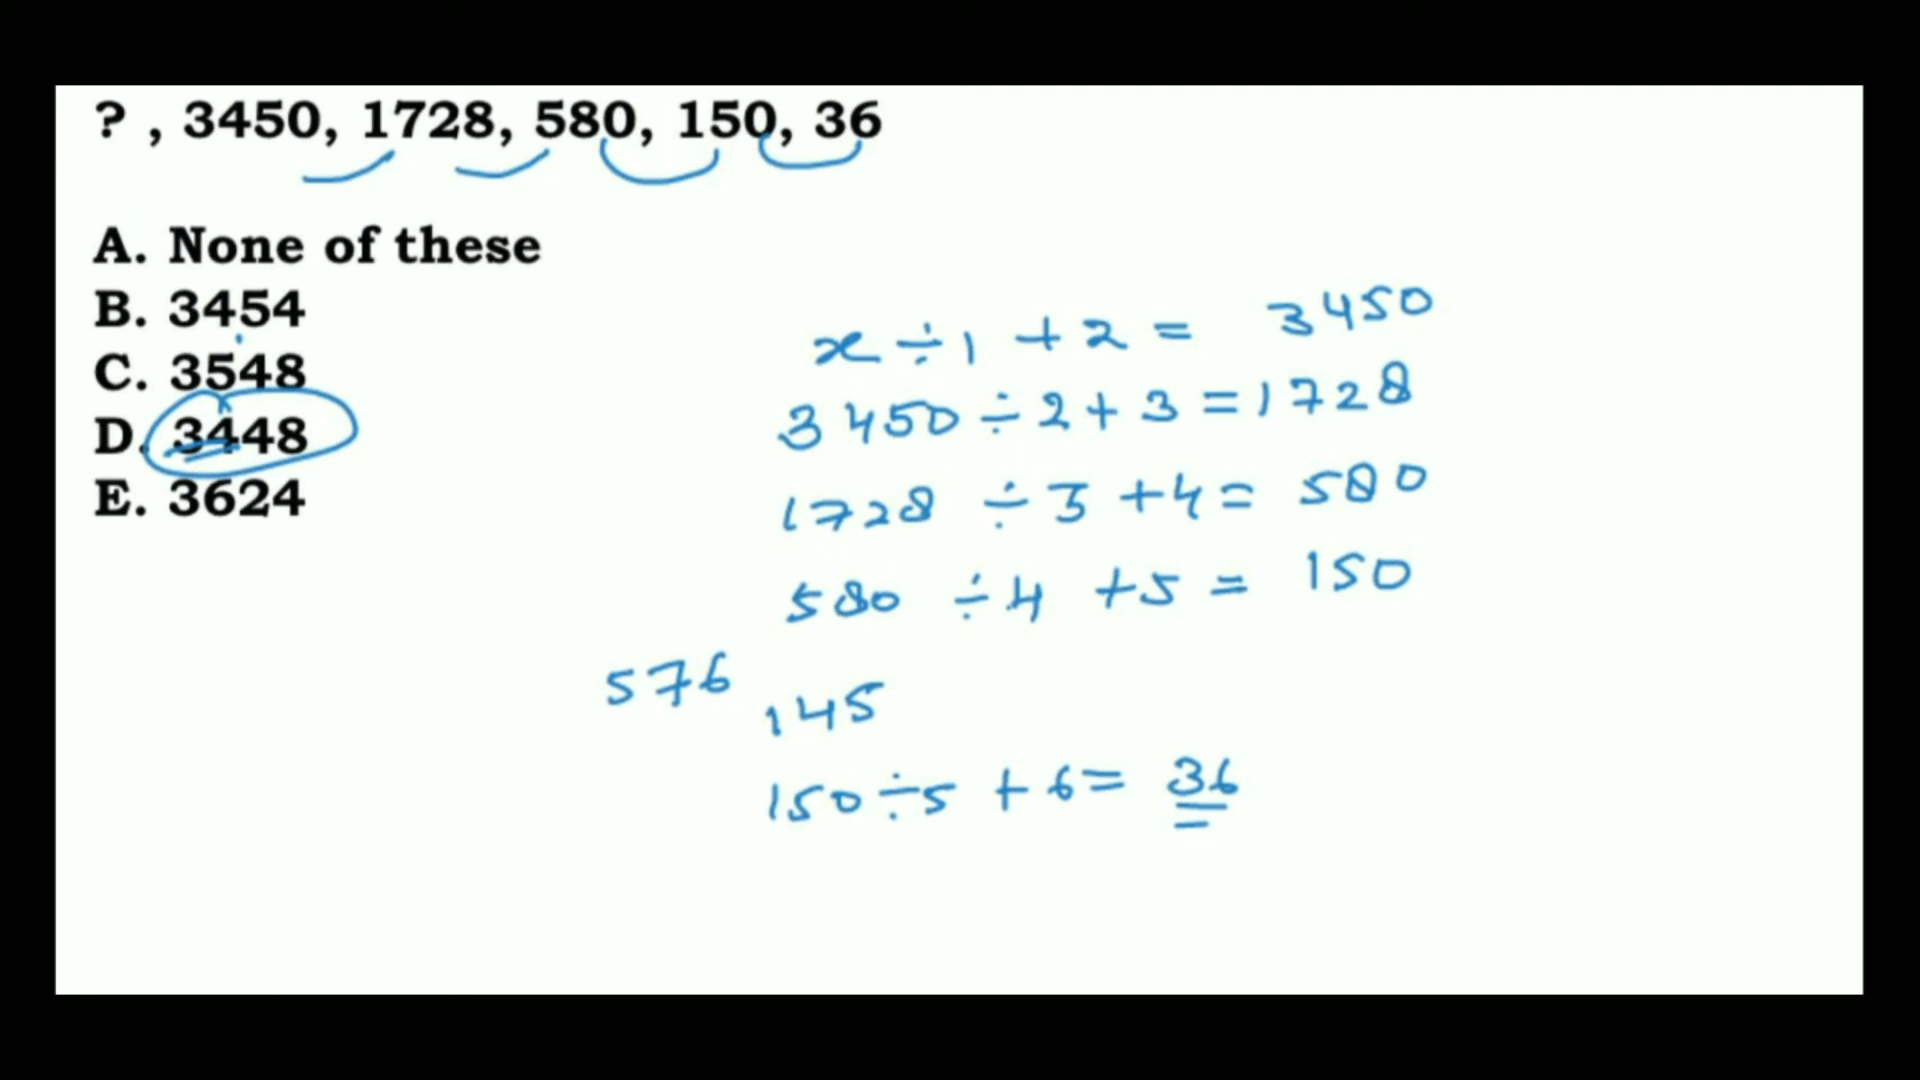 ? , 3450, 1728, 580, 150, 36
A. None of these
B. 3454
C. 3548
D. 3448
E. 3624
x ÷ 1 + 2 = 3450
3450 ÷ 2 + 3 = 1728
1728 ÷ 3 + 4 = 580
580 ÷ 4 + 5 = 150
576
145
150 ÷ 5 + 6 = 36